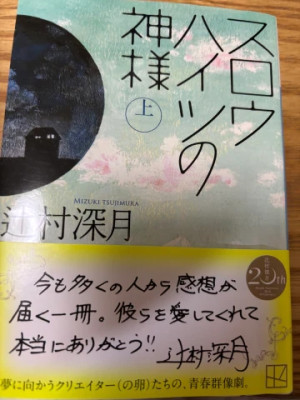 スロウ
ハイツの
神様
上
MIZUKI TSUJIMURA
辻村深月
25th
今も多くの人から感想が
届く一冊。彼らを愛してくれて
本当にありがとう!!
辻村深月
夢に向かうクリエイター(の卵)たちの、青春群像劇。